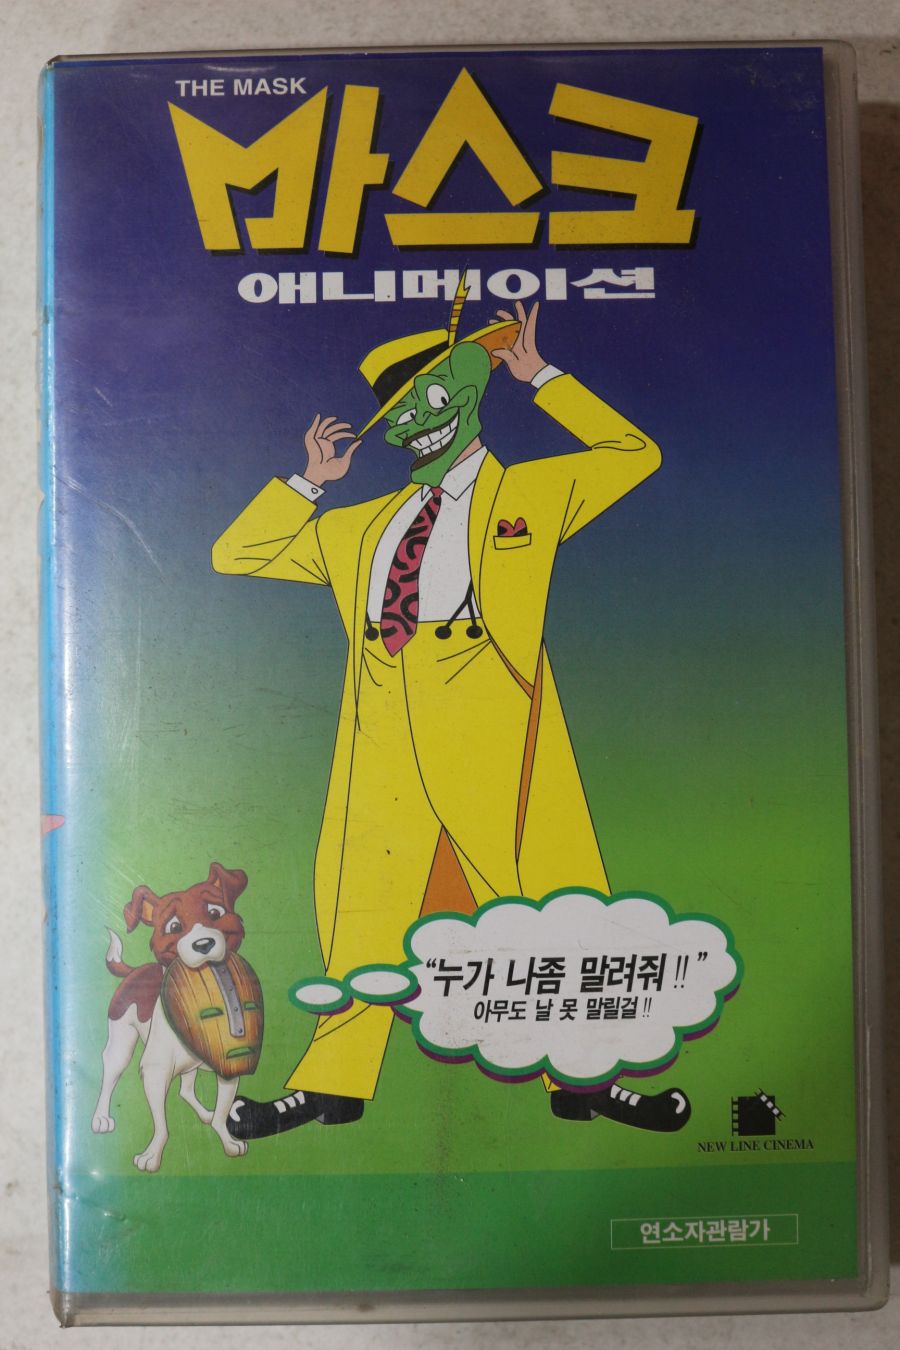 THE MASK
마스크
애니메이션
“누가 나좀 말려줘!!”
아무도 날 못 말릴걸!!
NEW LINE CINEMA
연소자관람가